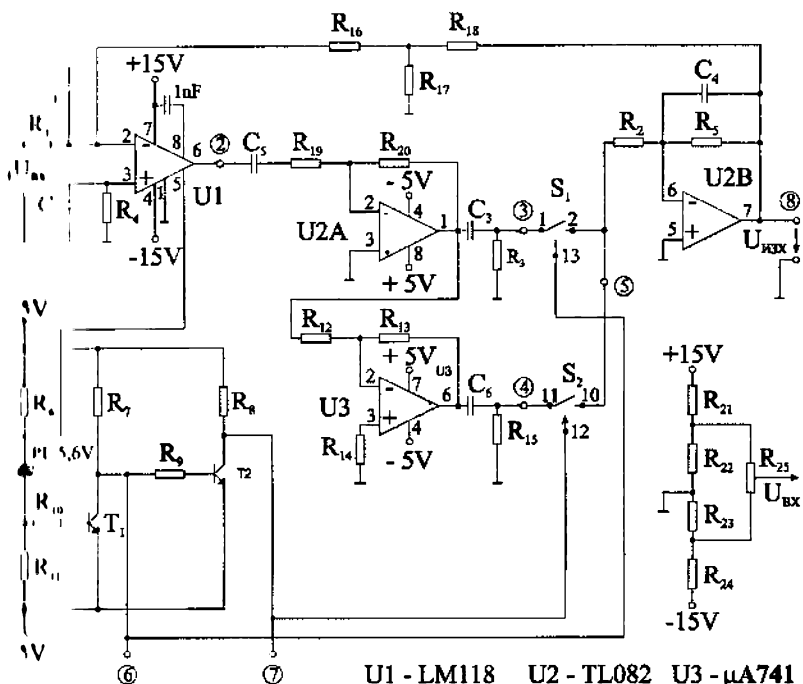 R16
R18
+15V
1nF
R17
C4
7
8
2
6
②
C5
R19
R20
R2
R5
3
4
1
5
U1
R4
-15V
-5V
2
4
1
U2A
3
8
+5V
C3
③
1
S1
2
R3
13
6
U2B
5
7
⑧
UИЗХ
⑤
R12
R13
+5V
U3
2
7
6
U3
3
4
R14
-5V
C6
④
11
S2
10
R15
12
R7
R8
R9
T2
T1
R10
R11
5,6V
+15V
R21
R22
R25
UВХ
R23
R24
-15V
⑥
⑦
U1 - LM118 U2 - TL082 U3 - µA741